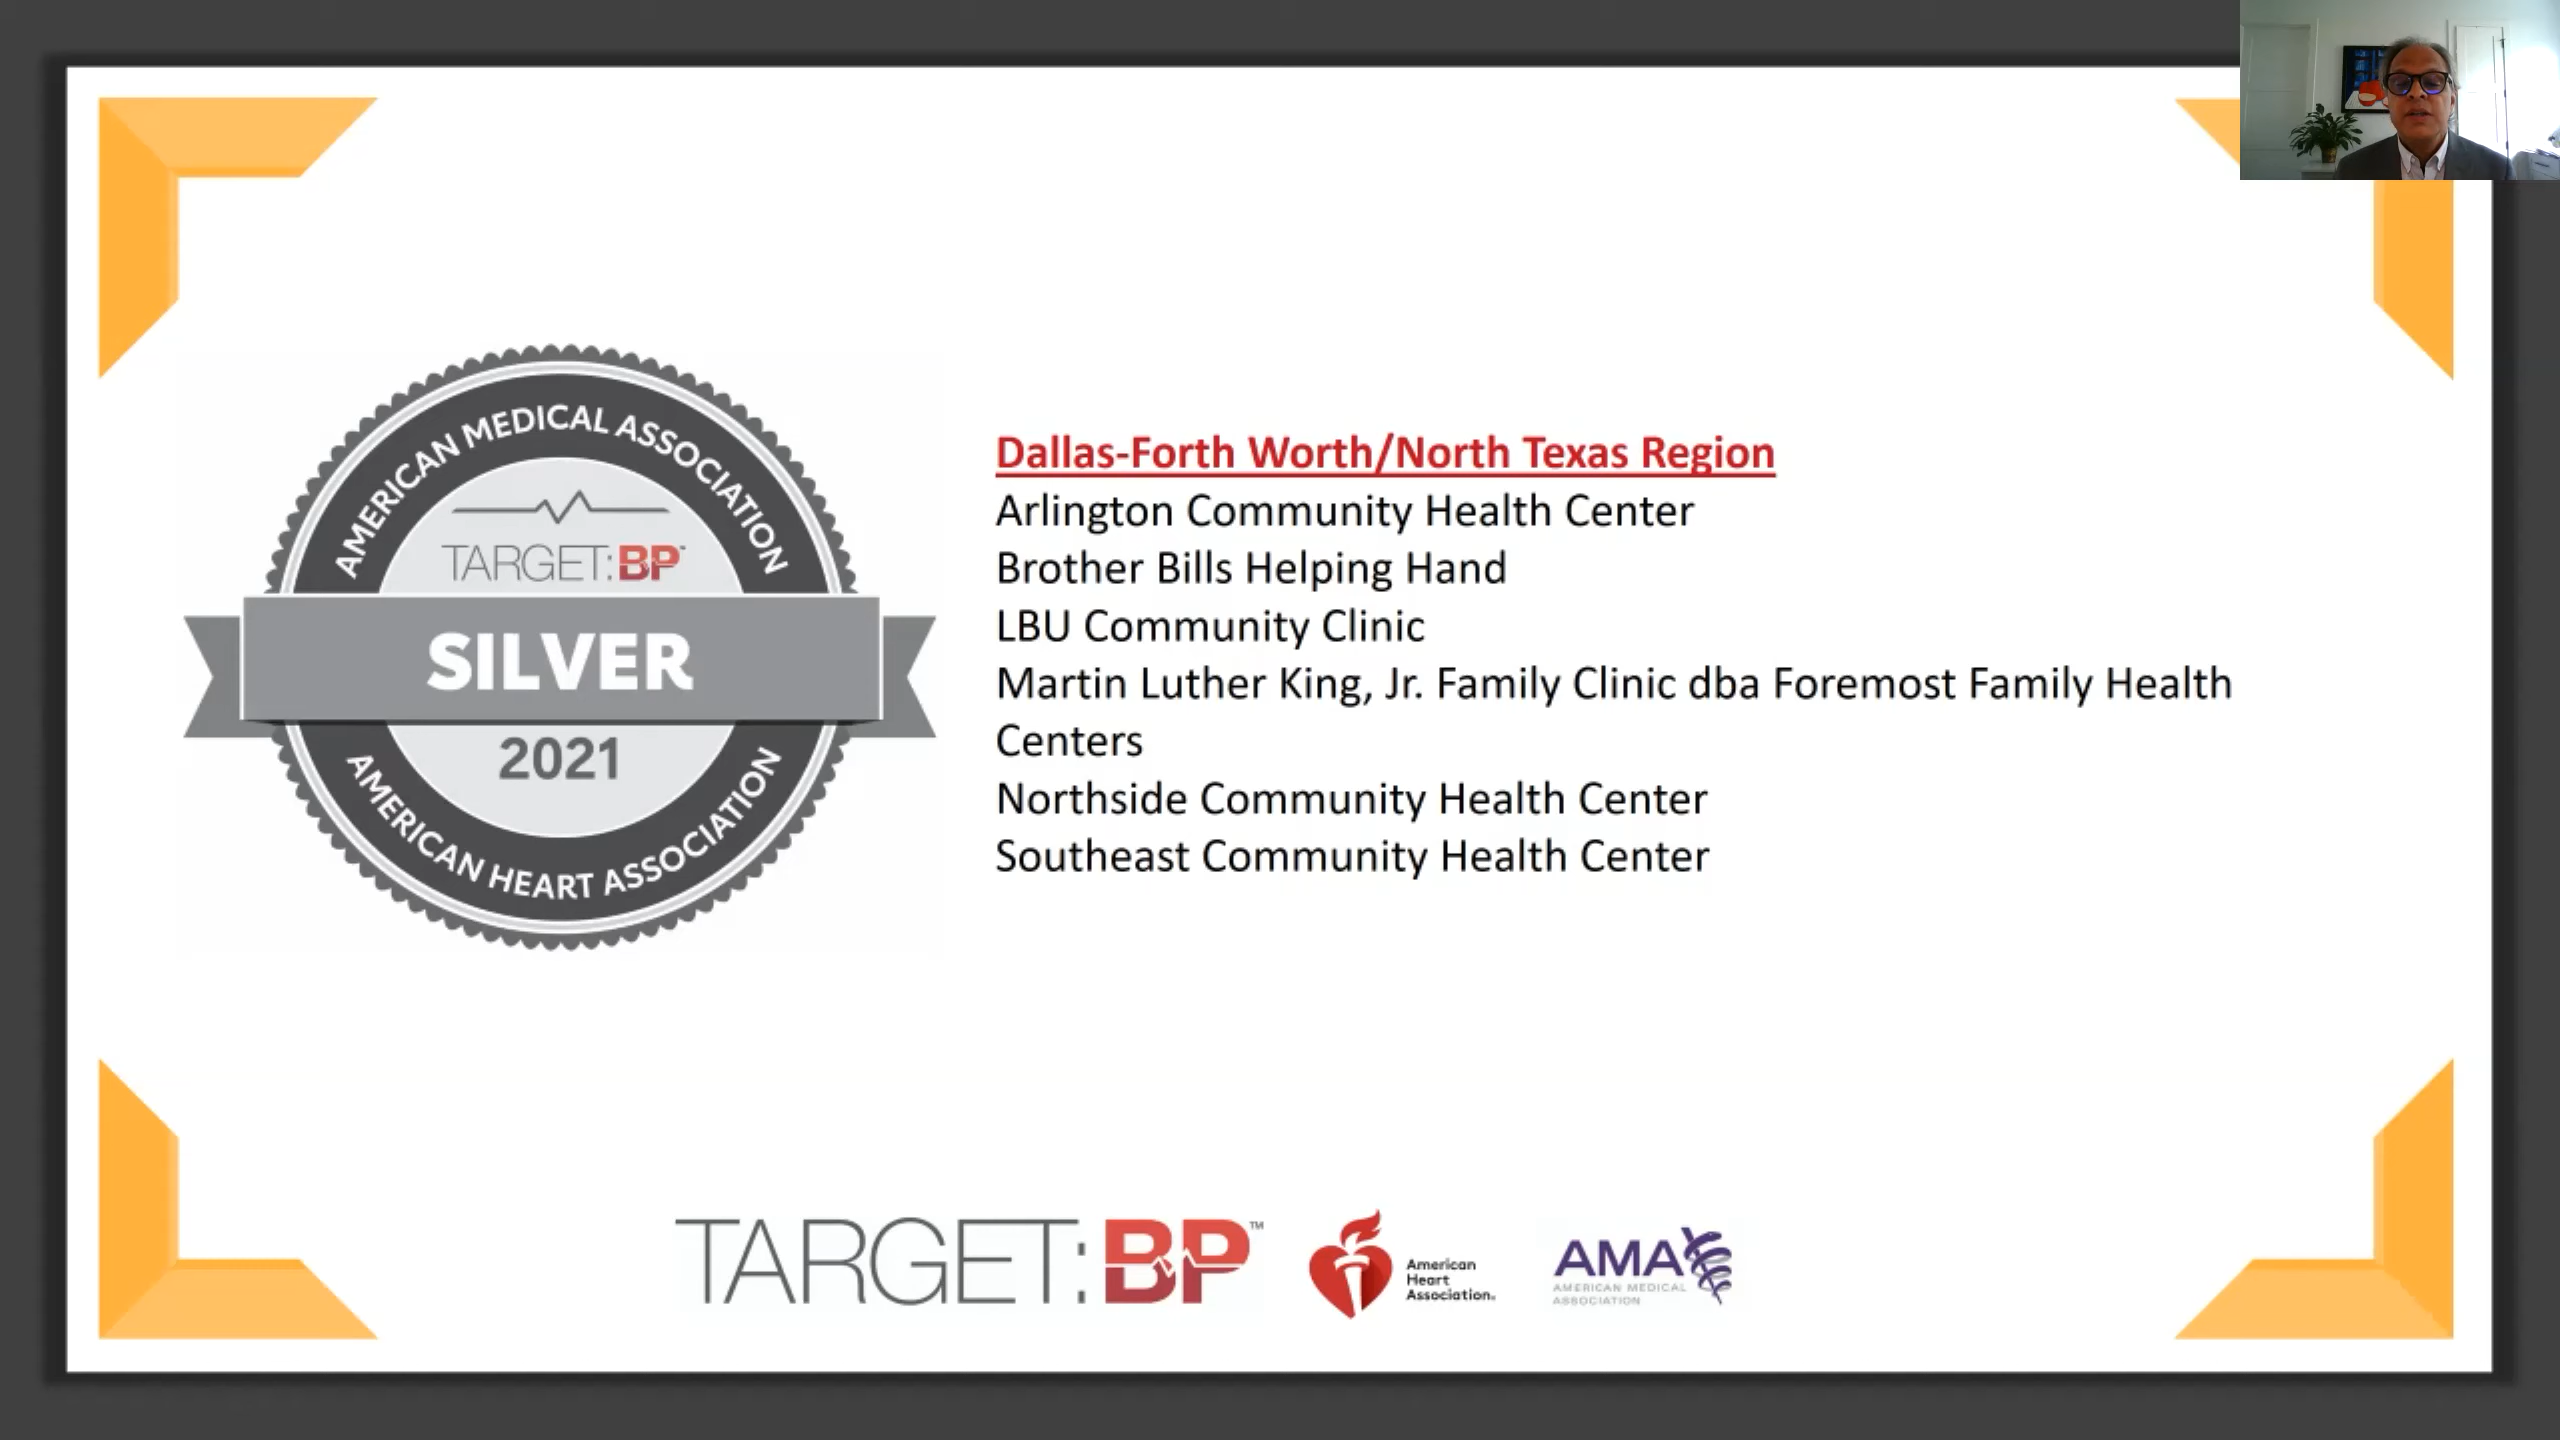 AMERICAN MEDICAL ASSOCIATION
TARGET:BP™
SILVER
2021
AMERICAN HEART ASSOCIATION
Dallas-Forth Worth/North Texas Region
Arlington Community Health Center
Brother Bills Helping Hand
LBU Community Clinic
Martin Luther King, Jr. Family Clinic dba Foremost Family Health
Centers
Northside Community Health Center
Southeast Community Health Center
TARGET:BP™
American
Heart
Association®
AMA
AMERICAN MEDICAL
ASSOCIATION